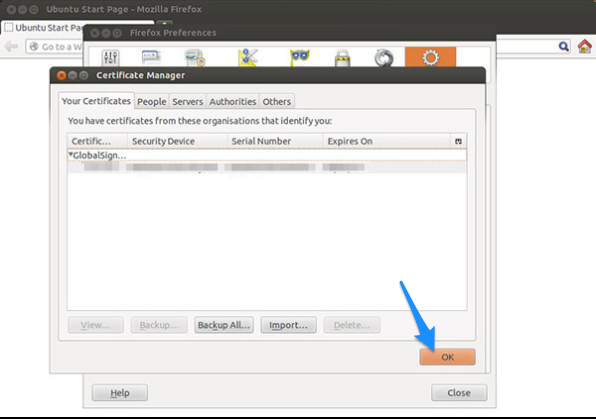 Ubuntu Start Page - Mozilla Firefox
Ubuntu Start Pa
Firefox Preferences
Go to a W
Certificate Manager
Your Certificates People Servers Authorities Others
You have certificates from these organisations that identify you:
Certific... Security Device Serial Number Expires On
GlobalSign...
View... Backup... Backup All... Import... Delete...
OK
Help Close